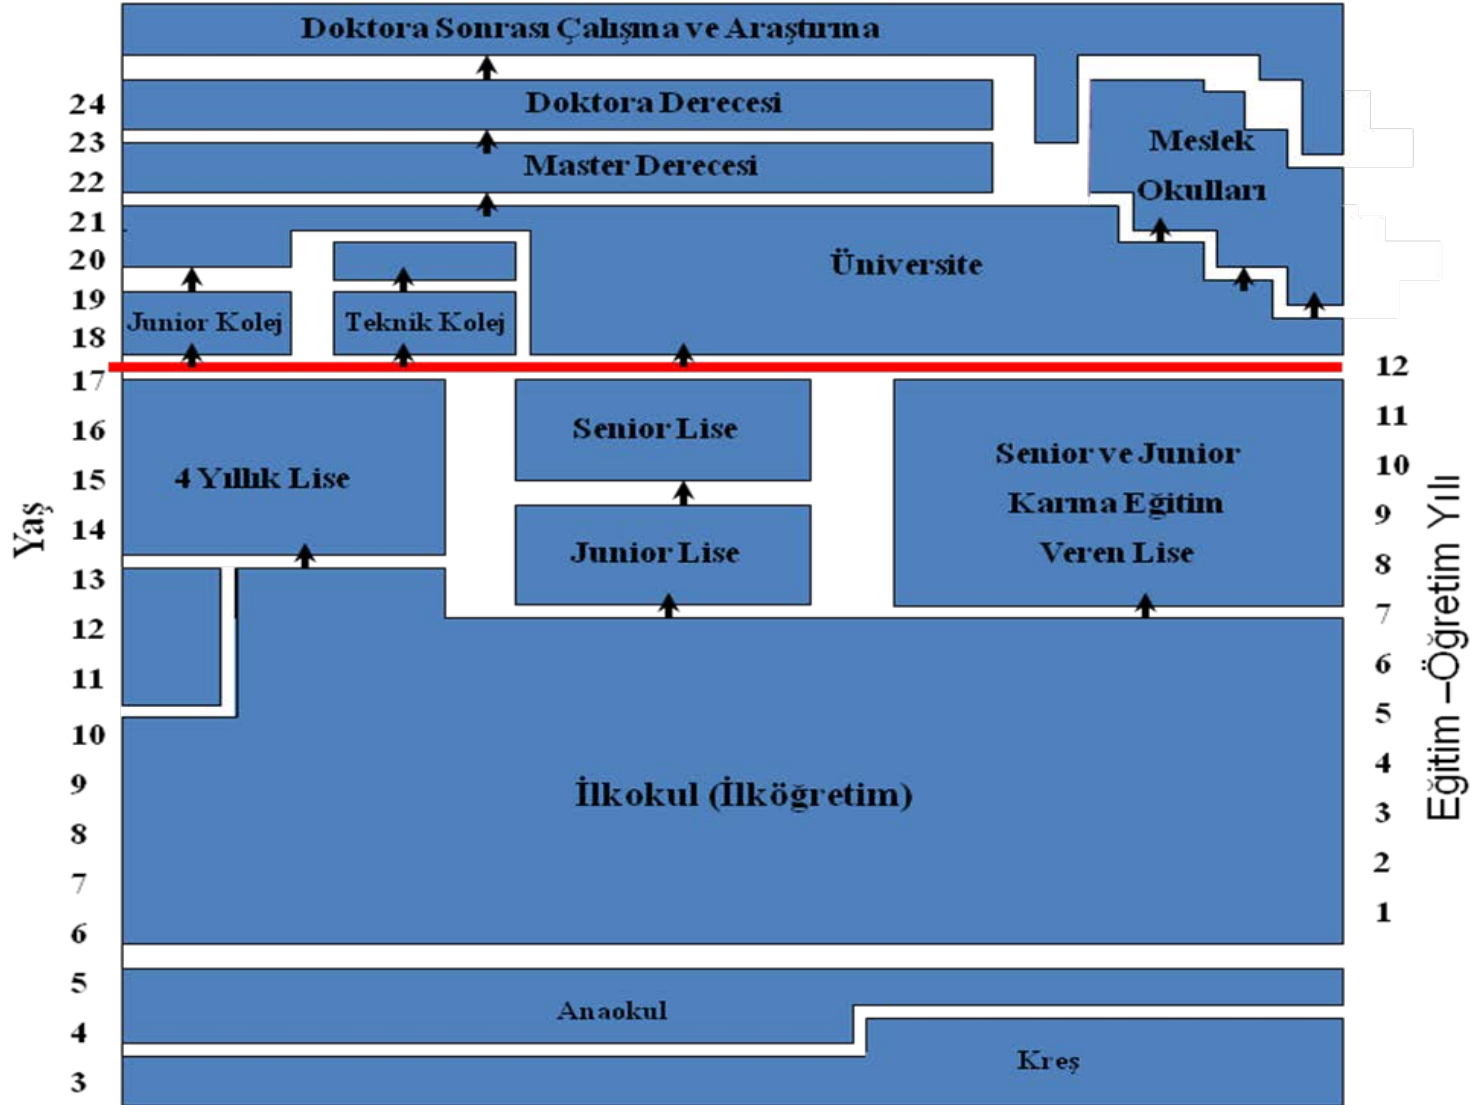 Doktora Sonrası Çalışma ve Araştırma
24
Doktora Derecesi
23
Master Derecesi
22
Meslek
Okulları
21
20
Üniversite
19
Junior Kolej
Teknik Kolej
18
17
12
16
Senior Lise
11
15
4 Yıllık Lise
Senior ve Junior
Karma Eğitim
Veren Lise
10
14
Junior Lise
9
13
8
12
7
11
6
10
5
9
İlkokul (İlköğretim)
4
8
3
7
2
6
1
5
Anaokul
4
Kreş
3
Yaş
Eğitim –Öğretim Yılı